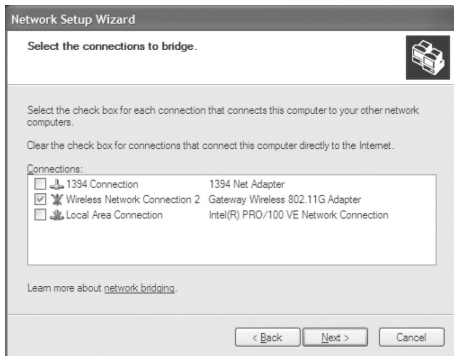 Network Setup Wizard
Select the connections to bridge.
Select the check box for each connection that connects this computer to your other network
computers.
Clear the check box for connections that connect this computer directly to the Internet.
Connections:
1394 Connection 1394 Net Adapter
Wireless Network Connection 2 Gateway Wireless 802.11G Adapter
Local Area Connection Intel(R) PRO/100 VE Network Connection
Learn more about network bridging.
< Back Next > Cancel